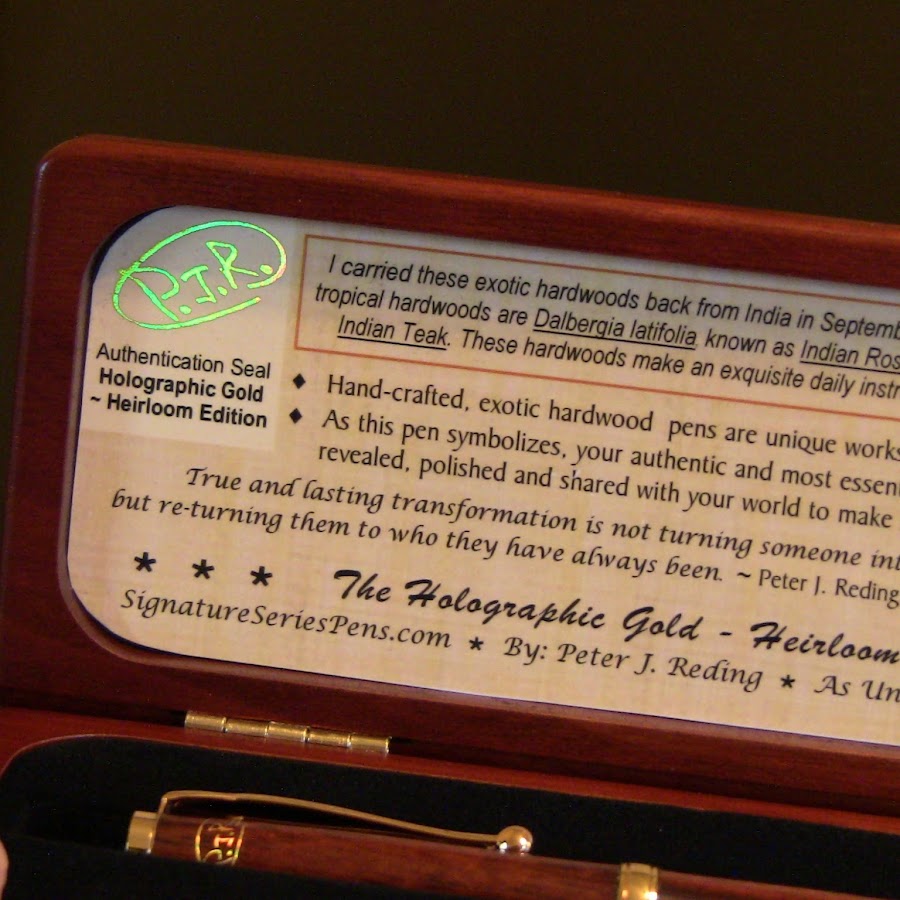 P.J.R.
Authentication Seal
Holographic Gold
~ Heirloom Edition
I carried these exotic hardwoods back from India in Septemb
tropical hardwoods are Dalbergia latifolia, known as Indian Ros
Indian Teak. These hardwoods make an exquisite daily instr
♦ Hand-crafted, exotic hardwood pens are unique works
♦ As this pen symbolizes, your authentic and most essent
revealed, polished and shared with your world to make
True and lasting transformation is not turning someone int
but re-turning them to who they have always been. ~ Peter J. Reding
* * * The Holographic Gold - Heirloom
SignatureSeriesPens.com * By: Peter J. Reding * As Un
P.J.R.